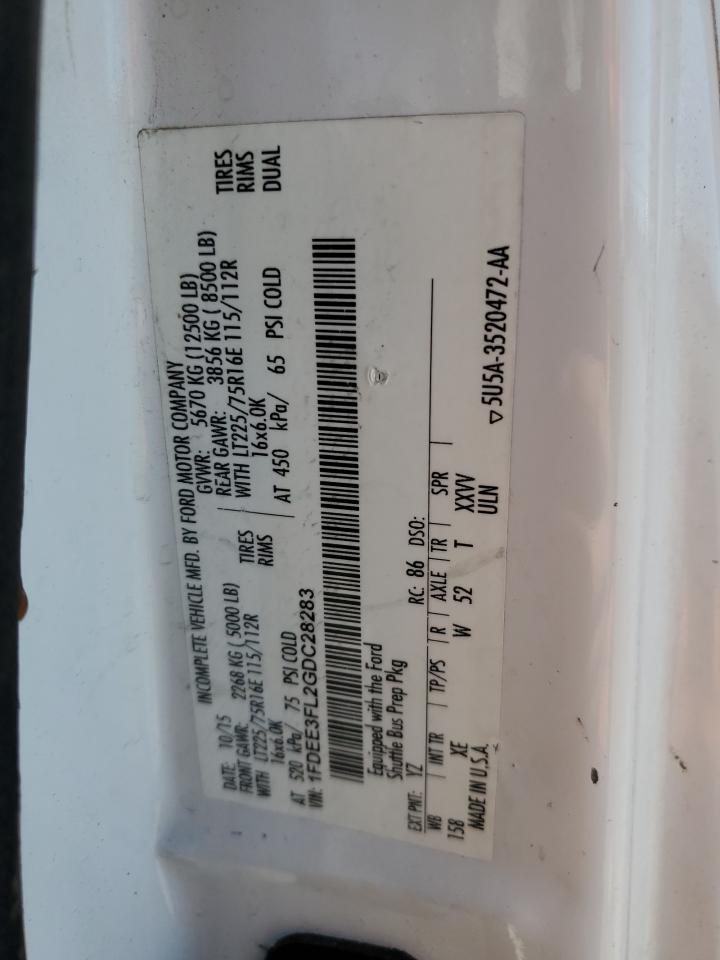 INCOMPLETE VEHICLE MFD. BY FORD MOTOR COMPANY
DATE: 10/15 GVWR: 5670 KG (12500 LB)
FRONT GAWR: 2268 KG ( 5000 LB) REAR GAWR: 3856 KG ( 8500 LB)
WITH LT225/75R16E 115/112R TIRES WITH LT225/75R16E 115/112R TIRES
16x6.0K RIMS 16x6.0K RIMS
AT 520 kPa/ 75 PSI COLD AT 450 kPa/ 65 PSI COLD DUAL
VIN: 1FDEE3FL2GDC28283
Equipped with the Ford
Shuttle Bus Prep Pkg
EXT PNT: YZ RC: 86 DSO:
WB INT TR TP/PS R AXLE TR SPR
158 XE W 52 T XXVV
MADE IN U.S.A. ULN
▽ 5U5A-3520472-AA